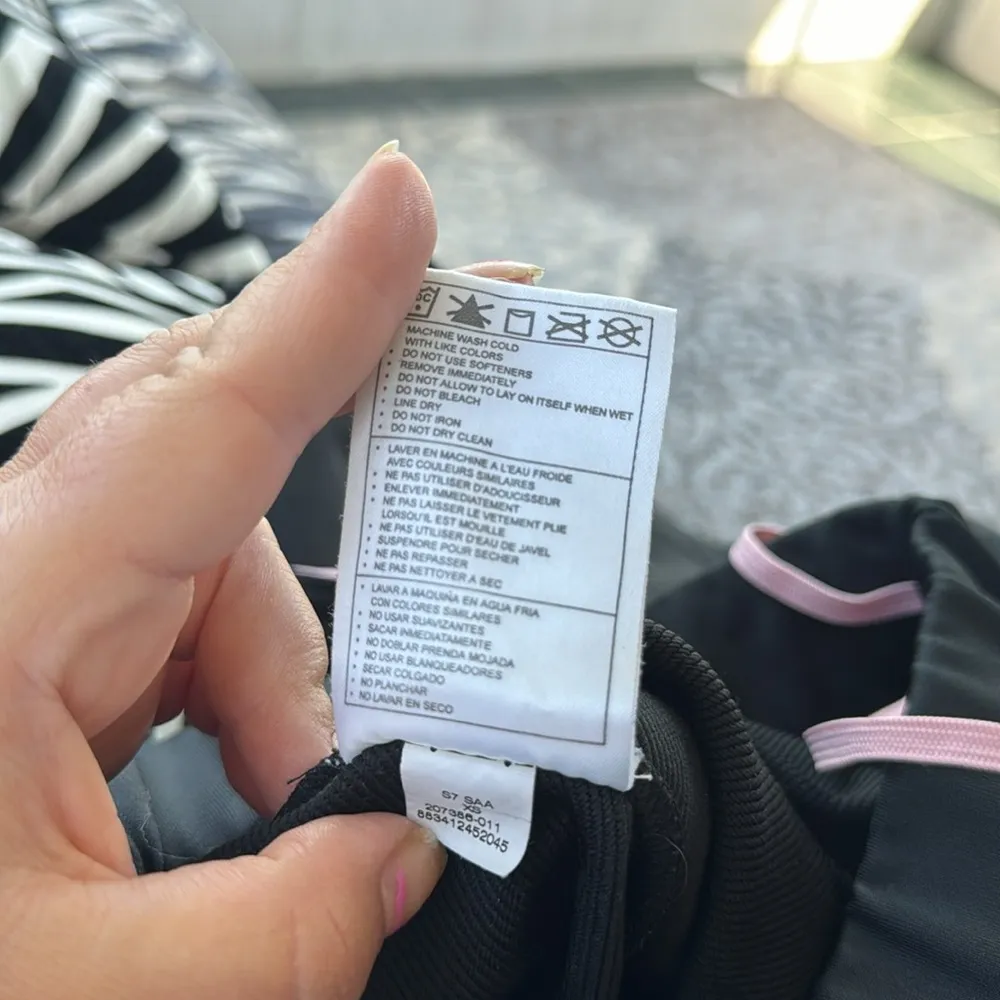 MACHINE WASH COLD
WITH LIKE COLORS
• DO NOT USE SOFTENERS
• REMOVE IMMEDIATELY
• DO NOT ALLOW TO LAY ON ITSELF WHEN WET
• DO NOT BLEACH
• LINE DRY
• DO NOT IRON
• DO NOT DRY CLEAN
• LAVER EN MACHINE A L'EAU FROIDE
AVEC COULEURS SIMILAIRES
• NE PAS UTILISER D'ADOUCISSEUR
• ENLEVER IMMEDIATEMENT
• NE PAS LAISSER LE VETEMENT PLIE
LORSQU'IL EST MOUILLE
• NE PAS UTILISER D'EAU DE JAVEL
• SUSPENDRE POUR SECHER
• NE PAS REPASSER
• NE PAS NETTOYER A SEC
• LAVAR A MAQUINA EN AGUA FRIA
CON COLORES SIMILARES
• NO USAR SUAVIZANTES
• SACAR INMEDIATAMENTE
• NO DOBLAR PRENDA MOJADA
• NO USAR BLANQUEADORES
• SECAR COLGADO
• NO PLANCHAR
• NO LAVAR EN SECO
S7 SAA
XS
207386-011
883412452045